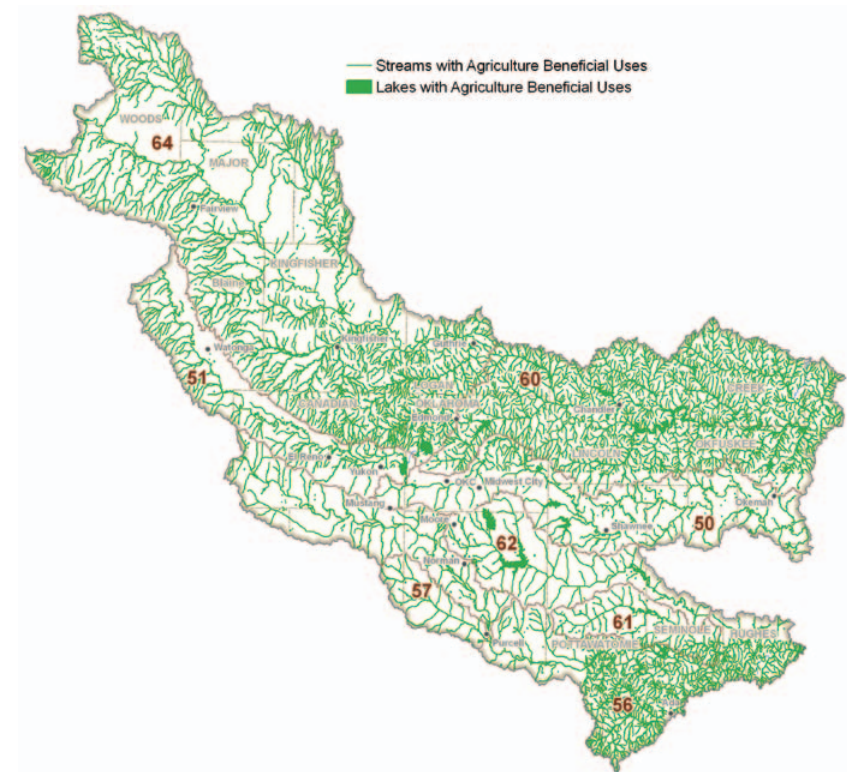 Streams with Agriculture Beneficial Uses
Lakes with Agriculture Beneficial Uses
WOODS
64
MAJOR
Fairview
KINGFISHER
Blaine
Kingfisher
Guthrie
Watonga
51
LOGAN
60
CREEK
CANADIAN
OKLAHOMA
Chandler
Edmond
OKFUSKEE
El Reno
LINCOLN
Yukon
OKC
Midwest City
Okemah
Mustang
Moore
Shawnee
50
62
Norman
57
61
SEMINOLE
HUGHES
Purcell
POTTAWATOMIE
56
Ada